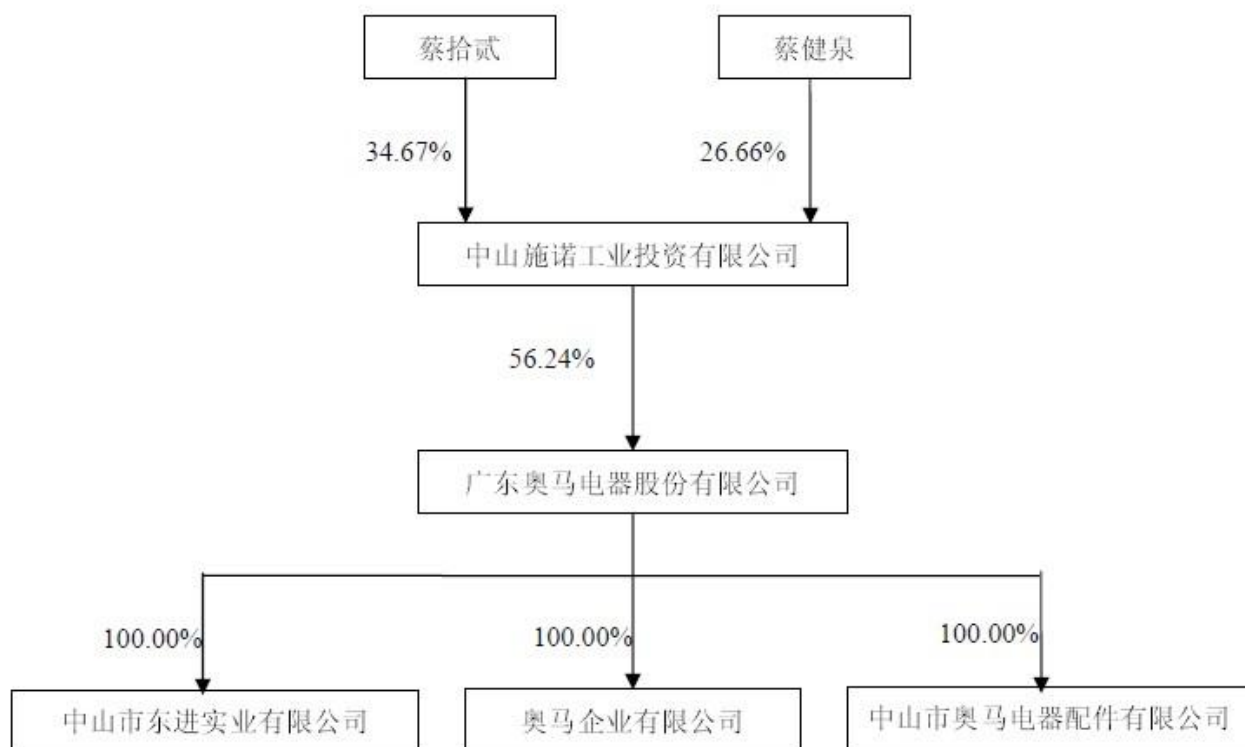 蔡拾贰
蔡健泉
34.67%
26.66%
中山施诺工业投资有限公司
56.24%
广东奥马电器股份有限公司
100.00%
100.00%
100.00%
中山市东进实业有限公司
奥马企业有限公司
中山市奥马电器配件有限公司